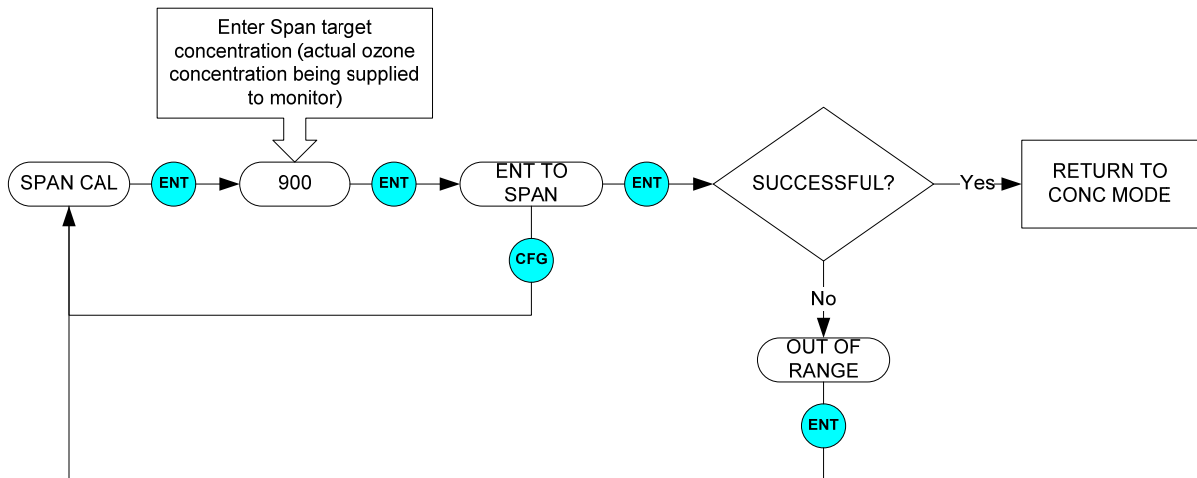 Enter Span target
concentration (actual ozone
concentration being supplied
to monitor)
SPAN CAL
ENT
900
ENT
ENT TO
SPAN
ENT
SUCCESSFUL?
Yes
RETURN TO
CONC MODE
CFG
No
OUT OF
RANGE
ENT